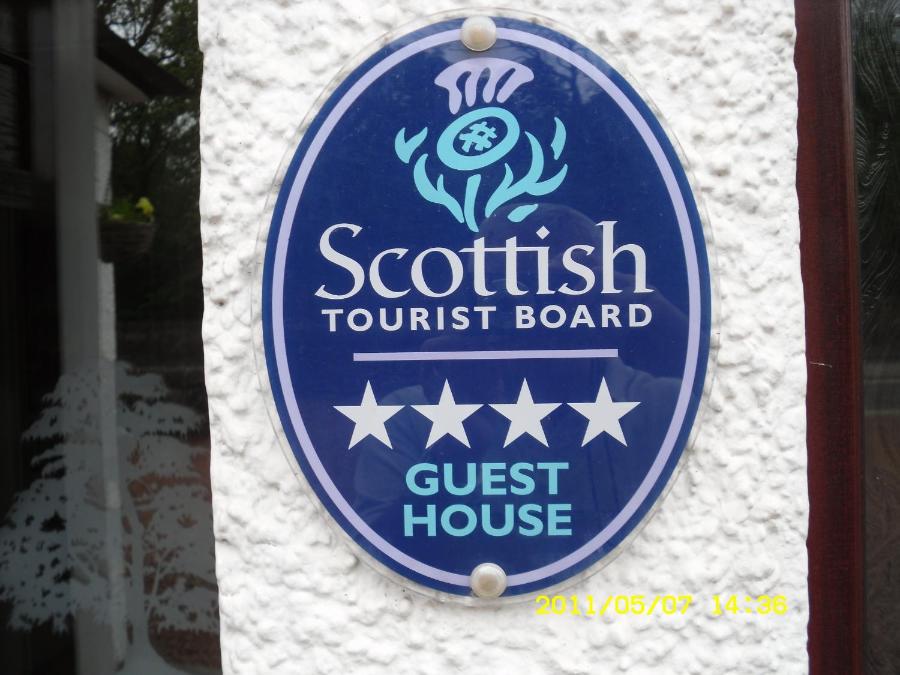 Scottish
TOURIST BOARD
GUEST
HOUSE
2011/05/07 14:36